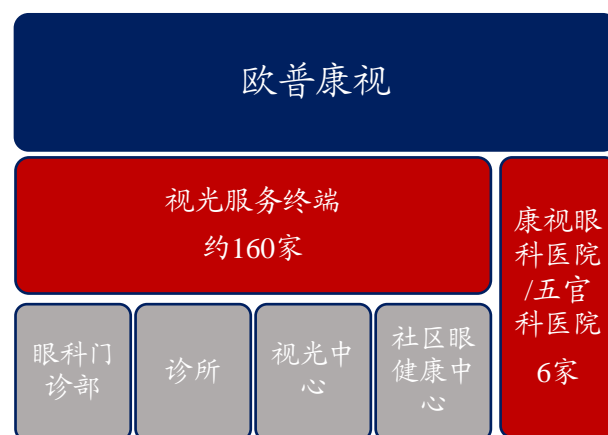 欧普康视
视光服务终端
约160家
康视眼
科医院
/五官
科医院
6家
眼科门
诊部
诊所
视光中
心
社区眼
健康中
心